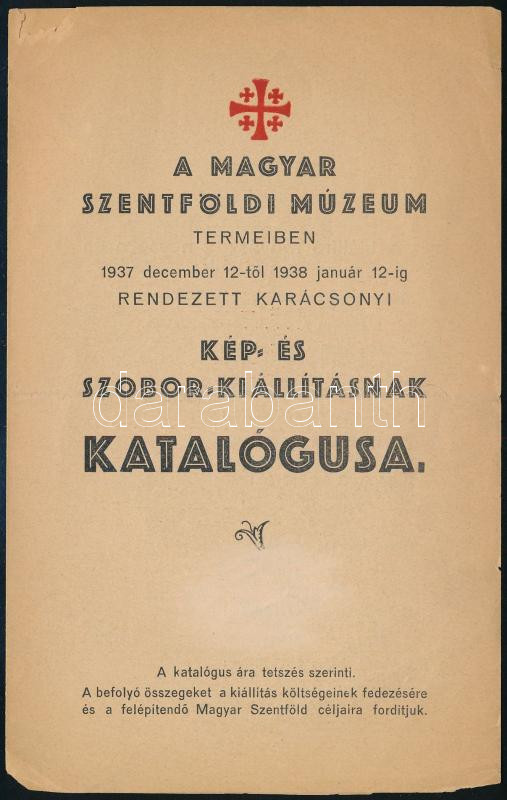 A MAGYAR
SZENTFÖLDI MÚZEUM
TERMEIBEN
1937 december 12-től 1938 január 12-ig
RENDEZETT KARÁCSONYI
KÉP- ÉS
SZOBOR-KIÁLLÍTÁSNAK
darabanth
KATALÓGUSA.
A katalógus ára tetszés szerinti.
A befolyó összegeket a kiállítás költségeinek fedezésére
és a felépítendő Magyar Szentföld céljaira fordítjuk.